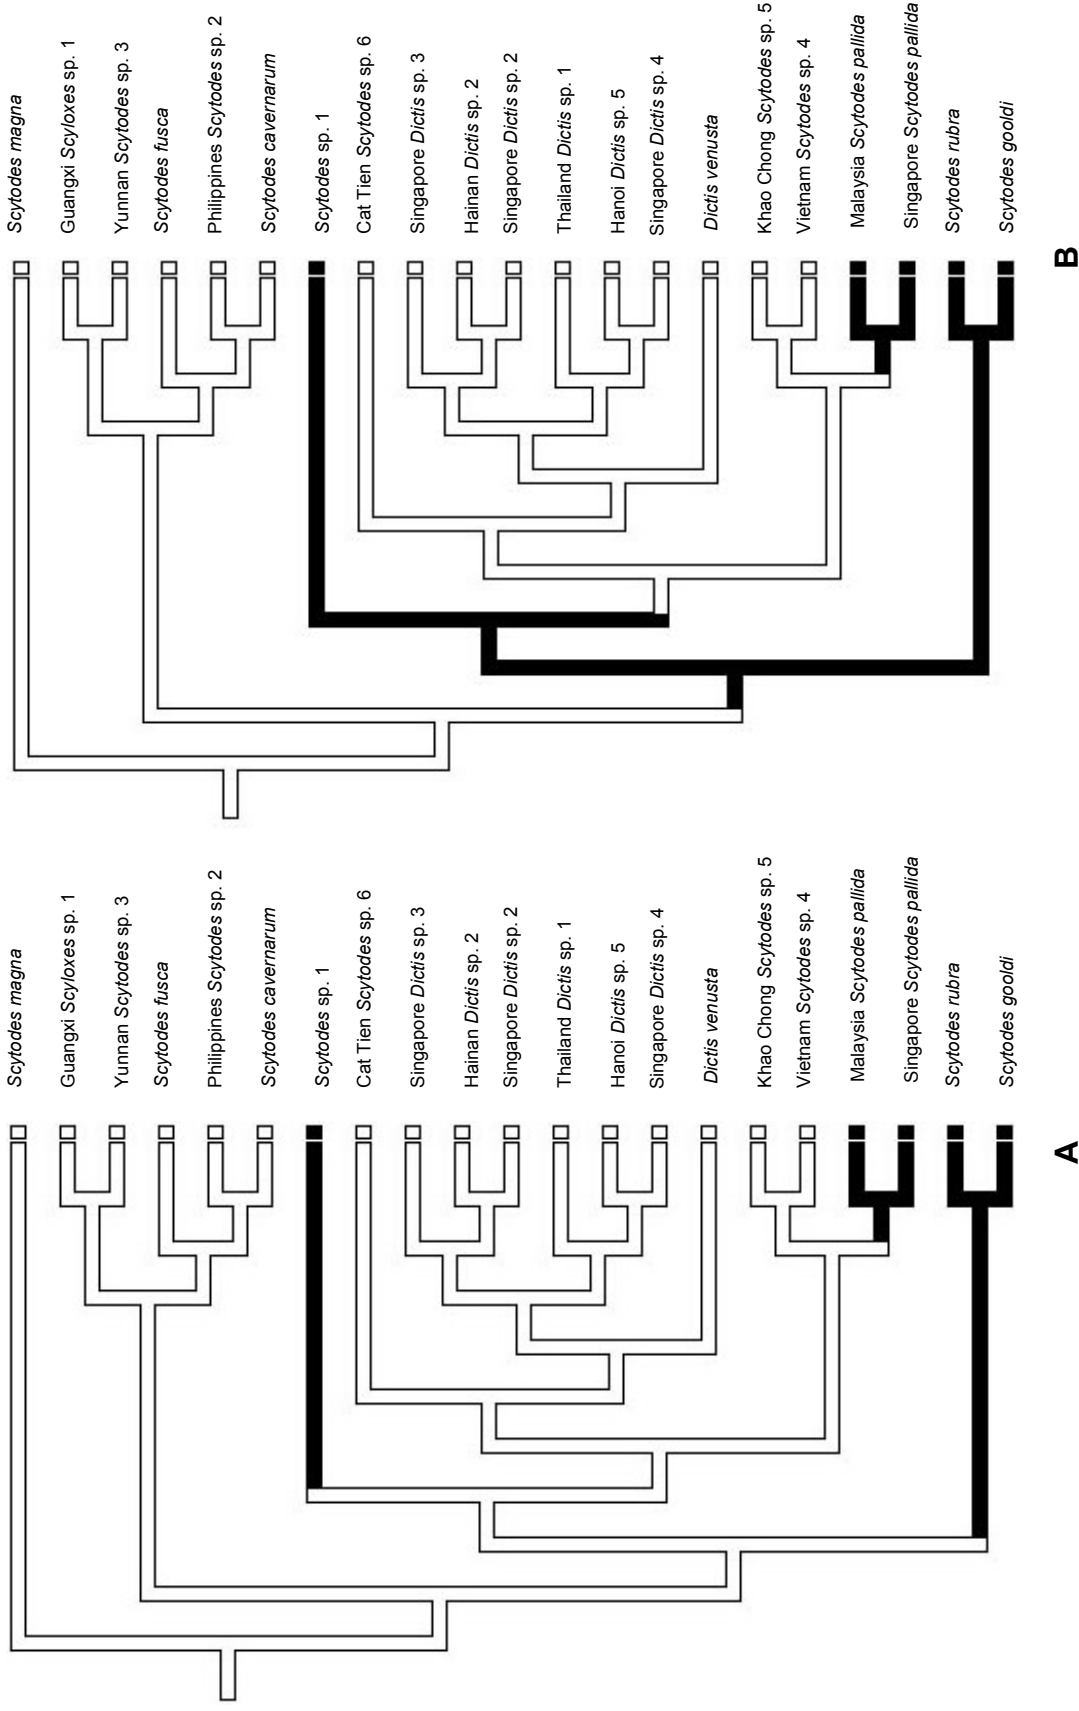 Scytodes magna
Guangxi Scyloxes sp. 1
Yunnan Scytodes sp. 3
Scytodes fusca
Philippines Scytodes sp. 2
Scytodes cavernarum
Scytodes sp. 1
Cat Tien Scytodes sp. 6
Singapore Dictis sp. 3
Hainan Dictis sp. 2
Singapore Dictis sp. 2
Thailand Dictis sp. 1
Hanoi Dictis sp. 5
Singapore Dictis sp. 4
Dictis venusta
Khao Chong Scytodes sp. 5
Vietnam Scytodes sp. 4
Malaysia Scytodes pallida
Singapore Scytodes pallida
Scytodes rubra
Scytodes gooldi
A
Scytodes magna
Guangxi Scyloxes sp. 1
Yunnan Scytodes sp. 3
Scytodes fusca
Philippines Scytodes sp. 2
Scytodes cavernarum
Scytodes sp. 1
Cat Tien Scytodes sp. 6
Singapore Dictis sp. 3
Hainan Dictis sp. 2
Singapore Dictis sp. 2
Thailand Dictis sp. 1
Hanoi Dictis sp. 5
Singapore Dictis sp. 4
Dictis venusta
Khao Chong Scytodes sp. 5
Vietnam Scytodes sp. 4
Malaysia Scytodes pallida
Singapore Scytodes pallida
Scytodes rubra
Scytodes gooldi
B